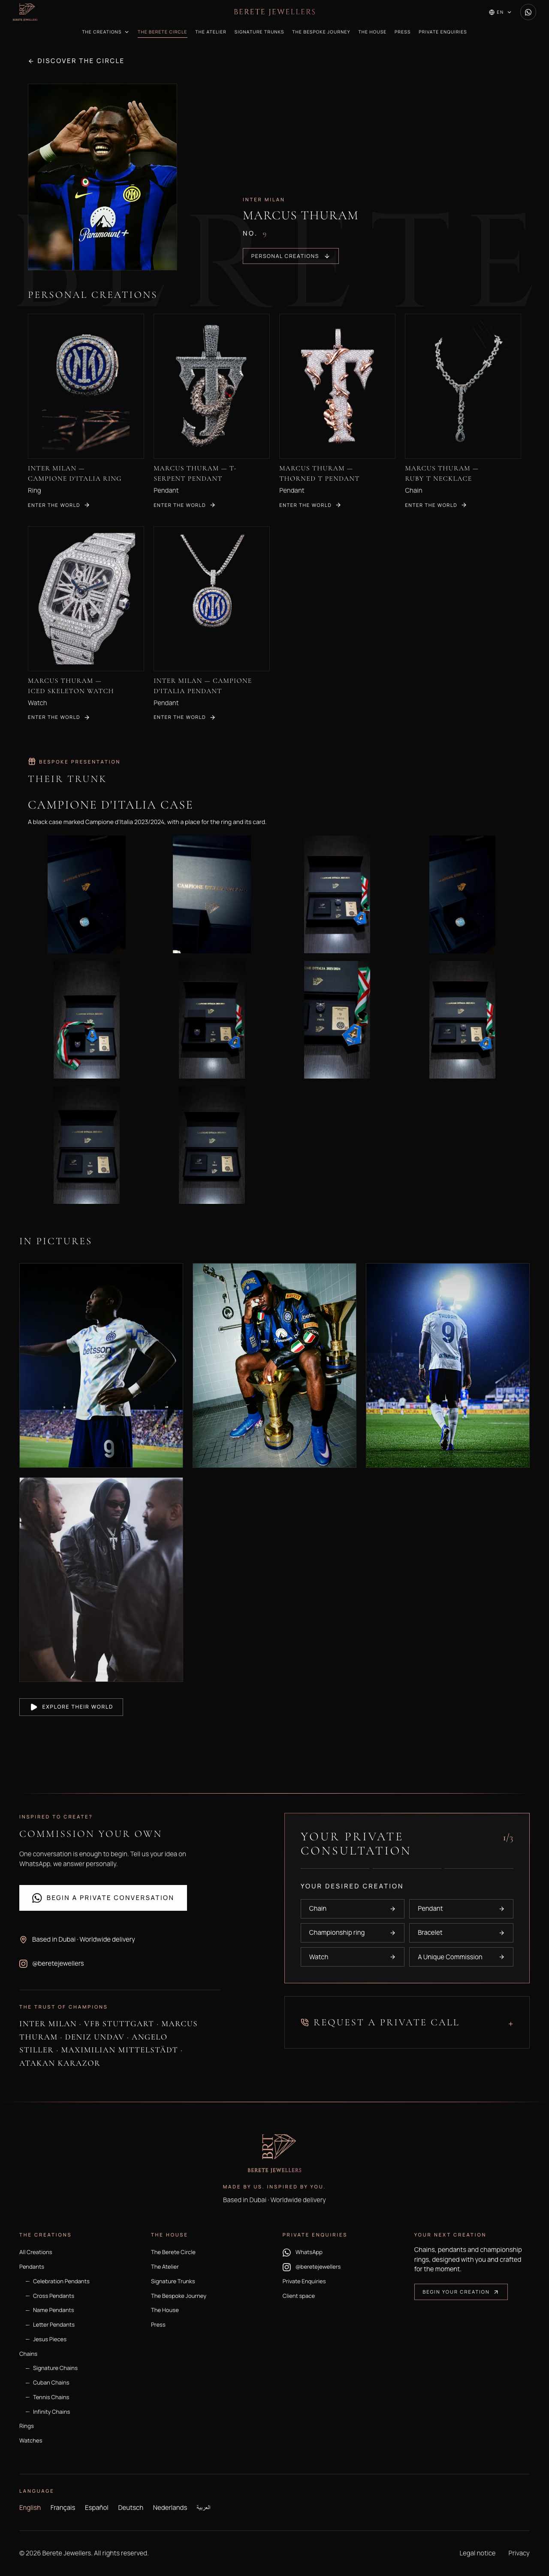 BERETE JEWELLERS
BERETE JEWELLERS
EN
THE CREATIONS
THE BERETE CIRCLE
THE ATELIER
SIGNATURE TRUNKS
THE BESPOKE JOURNEY
THE HOUSE
PRESS
PRIVATE ENQUIRIES
← DISCOVER THE CIRCLE
BERETE
INTER MILAN
MARCUS THURAM
NO. 9
PERSONAL CREATIONS ↓
Paramount+
PERSONAL CREATIONS
INTER MILAN —
CAMPIONE D'ITALIA RING
Ring
ENTER THE WORLD →
MARCUS THURAM — T-
SERPENT PENDANT
Pendant
ENTER THE WORLD →
MARCUS THURAM —
THORNED T PENDANT
Pendant
ENTER THE WORLD →
MARCUS THURAM —
RUBY T NECKLACE
Chain
ENTER THE WORLD →
MARCUS THURAM —
ICED SKELETON WATCH
Watch
ENTER THE WORLD →
INTER MILAN — CAMPIONE
D'ITALIA PENDANT
Pendant
ENTER THE WORLD →
BESPOKE PRESENTATION
THEIR TRUNK
CAMPIONE D'ITALIA CASE
A black case marked Campione d'Italia 2023/2024, with a place for the ring and its card.
IN PICTURES
betsson
9
9
EXPLORE THEIR WORLD
INSPIRED TO CREATE?
COMMISSION YOUR OWN
One conversation is enough to begin. Tell us your idea on
WhatsApp, we answer personally.
BEGIN A PRIVATE CONVERSATION
Based in Dubai · Worldwide delivery
@beretejewellers
THE TRUST OF CHAMPIONS
INTER MILAN · VFB STUTTGART · MARCUS
THURAM · DENIZ UNDAV · ANGELO
STILLER · MAXIMILIAN MITTELSTÄDT ·
ATAKAN KARAZOR
YOUR PRIVATE
CONSULTATION
1/3
YOUR DESIRED CREATION
Chain →
Pendant →
Championship ring →
Bracelet →
Watch →
A Unique Commission →
REQUEST A PRIVATE CALL +
BRT
BERETE JEWELLERS
MADE BY US. INSPIRED BY YOU.
Based in Dubai · Worldwide delivery
THE CREATIONS
All Creations
Pendants
— Celebration Pendants
— Cross Pendants
— Name Pendants
— Letter Pendants
— Jesus Pieces
Chains
— Signature Chains
— Cuban Chains
— Tennis Chains
— Infinity Chains
Rings
Watches
THE HOUSE
The Berete Circle
The Atelier
Signature Trunks
The Bespoke Journey
The House
Press
PRIVATE ENQUIRIES
WhatsApp
@beretejewellers
Private Enquiries
Client space
YOUR NEXT CREATION
Chains, pendants and championship
rings, designed with you and crafted
for the moment.
BEGIN YOUR CREATION ↗
LANGUAGE
English
Français
Español
Deutsch
Nederlands
العربية
© 2026 Berete Jewellers. All rights reserved.
Legal notice
Privacy